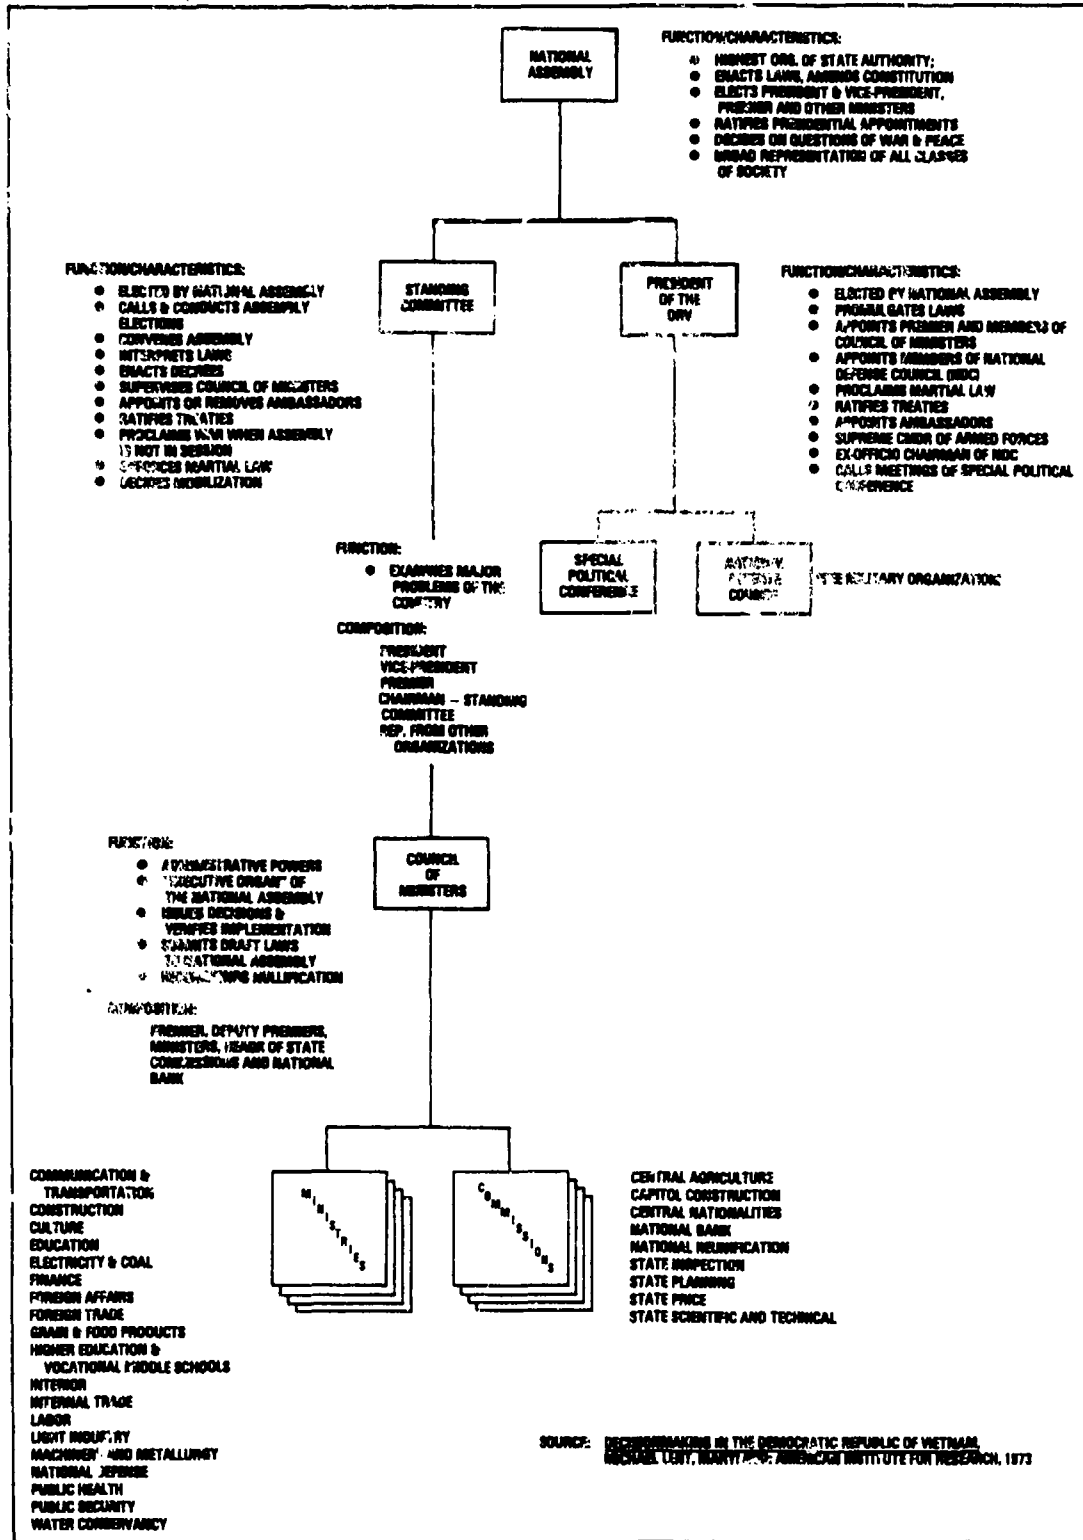 NATIONAL
ASSEMBLY
FUNCTION/CHARACTERISTICS:
HIGHEST ORG. OF STATE AUTHORITY;
ENACTS LAWS, AMENDS CONSTITUTION
ELECTS PRESIDENT & VICE-PRESIDENT,
PREMIER AND OTHER MINISTERS
RATIFIES PRESIDENTIAL APPOINTMENTS
DECIDES ON QUESTIONS OF WAR & PEACE
BROAD REPRESENTATION OF ALL CLASSES
OF SOCIETY
FUNCTION/CHARACTERISTICS:
ELECTED BY NATIONAL ASSEMBLY
CALLS & CONDUCTS ASSEMBLY
ELECTIONS
CONVENES ASSEMBLY
INTERPRETS LAWS
ENACTS DECREES
SUPERVISES COUNCIL OF MINISTERS
APPOINTS OR REMOVES AMBASSADORS
RATIFIES TREATIES
PROCLAIMS WAR WHEN ASSEMBLY
IS NOT IN SESSION
ENFORCES MARTIAL LAW
DECIDES MOBILIZATION
STANDING
COMMITTEE
PRESIDENT
OF THE
DRV
FUNCTION/CHARACTERISTICS:
ELECTED BY NATIONAL ASSEMBLY
PROMULGATES LAWS
APPOINTS PREMIER AND MEMBERS OF
COUNCIL OF MINISTERS
APPOINTS MEMBERS OF NATIONAL
DEFENSE COUNCIL (NDC)
PROCLAIMS MARTIAL LAW
RATIFIES TREATIES
APPOINTS AMBASSADORS
SUPREME CMDR OF ARMED FORCES
EX-OFFICIO CHAIRMAN OF NDC
CALLS MEETINGS OF SPECIAL POLITICAL
CONFERENCE
FUNCTION:
EXAMINES MAJOR
PROBLEMS OF THE
COUNTRY
COMPOSITION:
PRESIDENT
VICE-PRESIDENT
PREMIER
CHAIRMAN – STANDING
COMMITTEE
REP. FROM OTHER
ORGANIZATIONS
SPECIAL
POLITICAL
CONFERENCE
NATIONAL
DEFENSE
COUNCIL
SEE MILITARY ORGANIZATION
FUNCTION:
ADMINISTRATIVE POWERS
"EXECUTIVE ORGAN" OF
THE NATIONAL ASSEMBLY
ISSUES DECISIONS &
VERIFIES IMPLEMENTATION
SUBMITS DRAFT LAWS
TO NATIONAL ASSEMBLY
NULLIFICATION
COMPOSITION:
PREMIER, DEPUTY PREMIERS,
MINISTERS, HEADS OF STATE
COMMISSIONS AND NATIONAL
BANK
COUNCIL
OF
MINISTERS
MINISTRIES
COMMISSIONS
COMMUNICATION &
TRANSPORTATION
CONSTRUCTION
CULTURE
EDUCATION
ELECTRICITY & COAL
FINANCE
FOREIGN AFFAIRS
FOREIGN TRADE
GRAIN & FOOD PRODUCTS
HIGHER EDUCATION &
VOCATIONAL MIDDLE SCHOOLS
INTERIOR
INTERNAL TRADE
LABOR
LIGHT INDUSTRY
MACHINERY AND METALLURGY
NATIONAL DEFENSE
PUBLIC HEALTH
PUBLIC SECURITY
WATER CONSERVANCY
CENTRAL AGRICULTURE
CAPITOL CONSTRUCTION
CENTRAL NATIONALITIES
NATIONAL BANK
NATIONAL REUNIFICATION
STATE INSPECTION
STATE PLANNING
STATE PRICE
STATE SCIENTIFIC AND TECHNICAL
SOURCE: DECISIONMAKING IN THE DEMOCRATIC REPUBLIC OF VIETNAM,
MICHAEL MARYLAND: AMERICAN INSTITUTE FOR RESEARCH, 1973